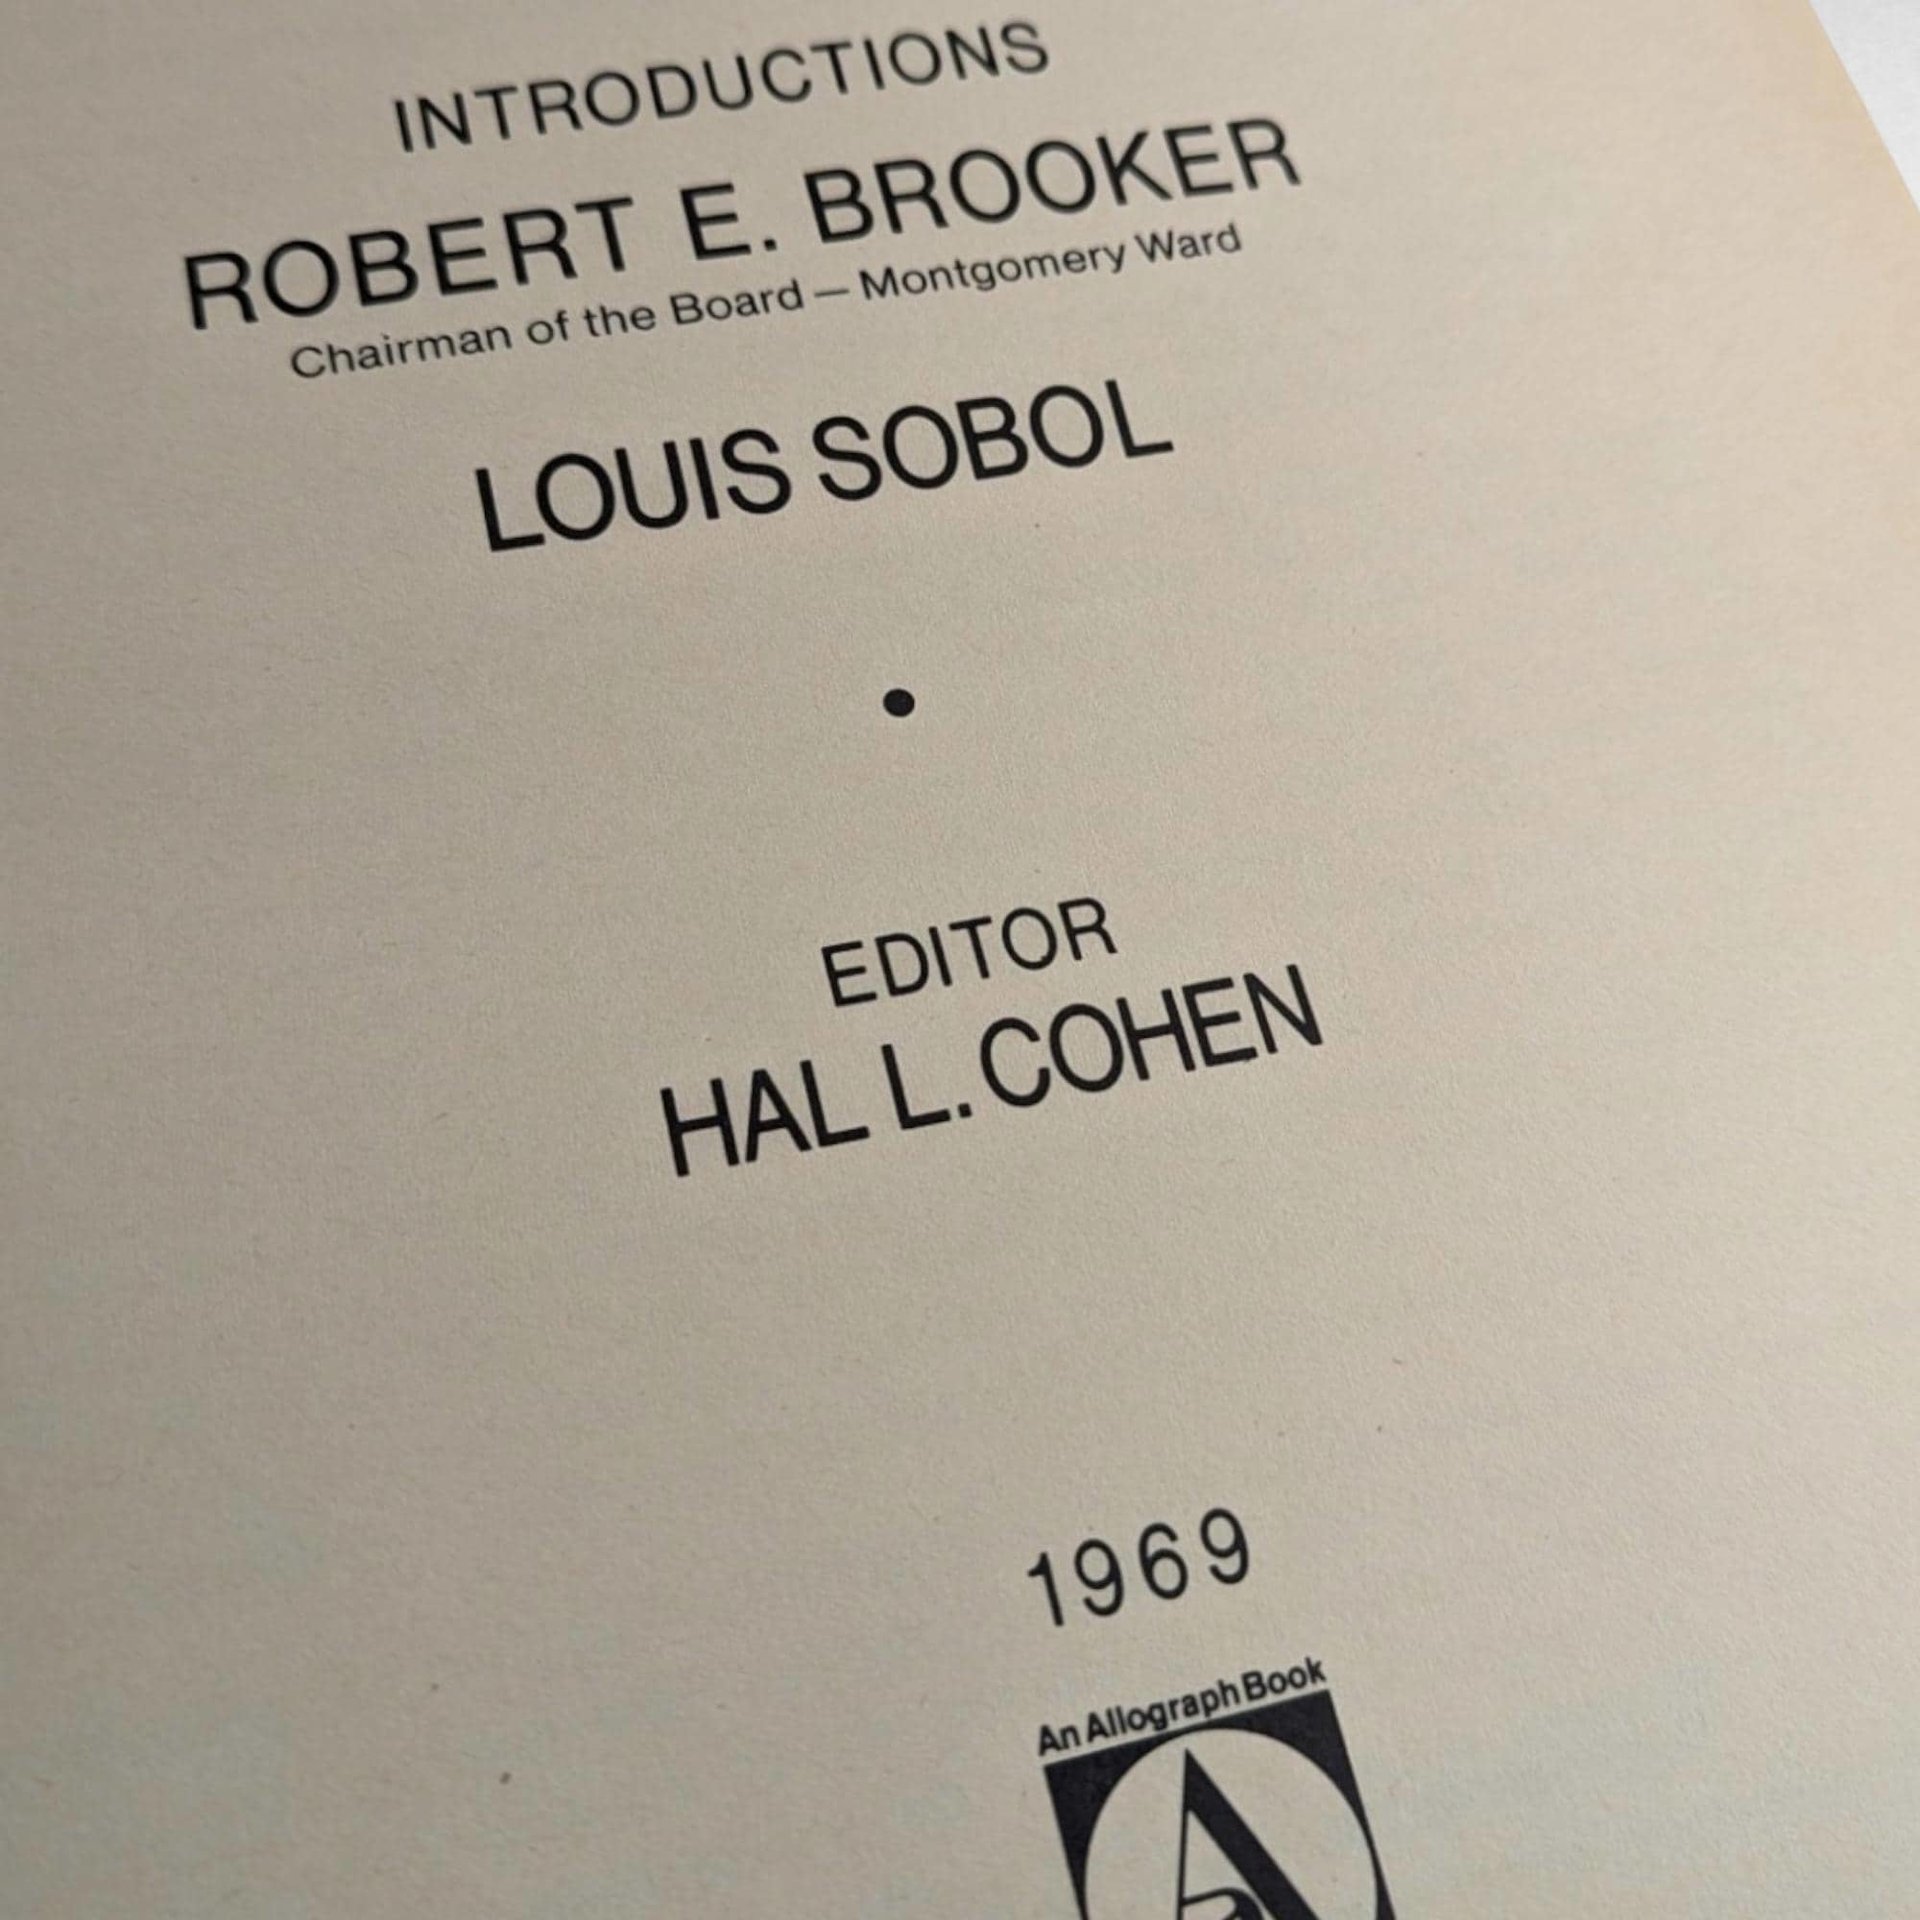 INTRODUCTIONS
ROBERT E. BROOKER
Chairman of the Board — Montgomery Ward
LOUIS SOBOL
•
EDITOR
HAL L. COHEN
1969
An Allograph Book
A